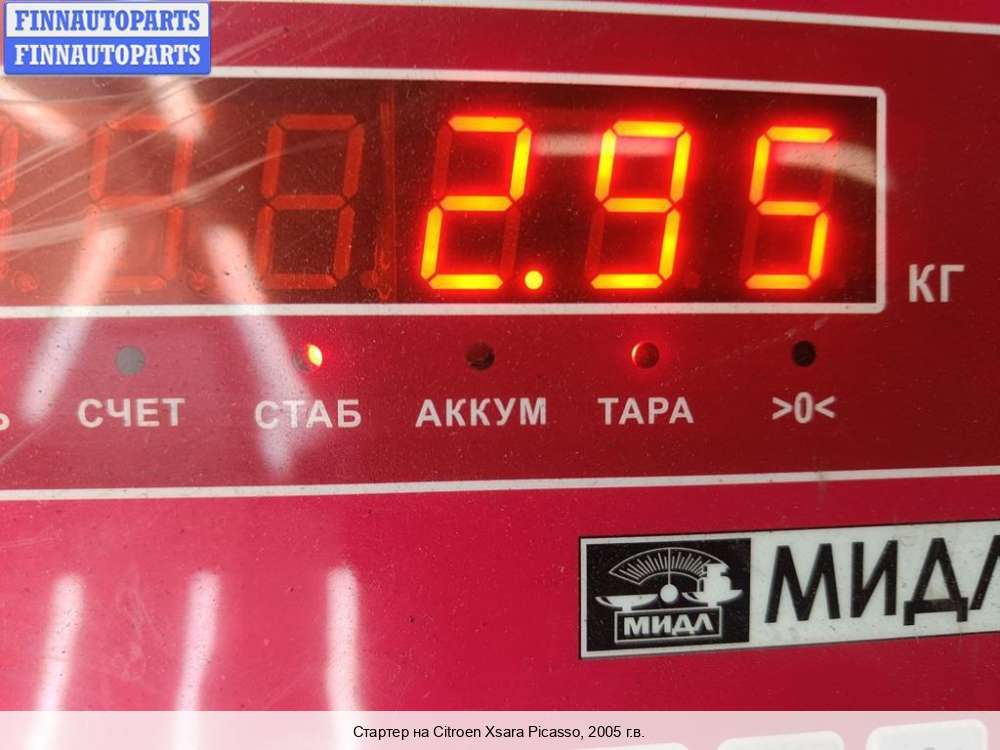 FINNAUTOPARTS
FINNAUTOPARTS
2.95
КГ
СЧЕТ СТАБ АККУМ ТАРА >0<
МИДЛ
МИДЛ
Стартер на Citroen Xsara Picasso, 2005 г.в.